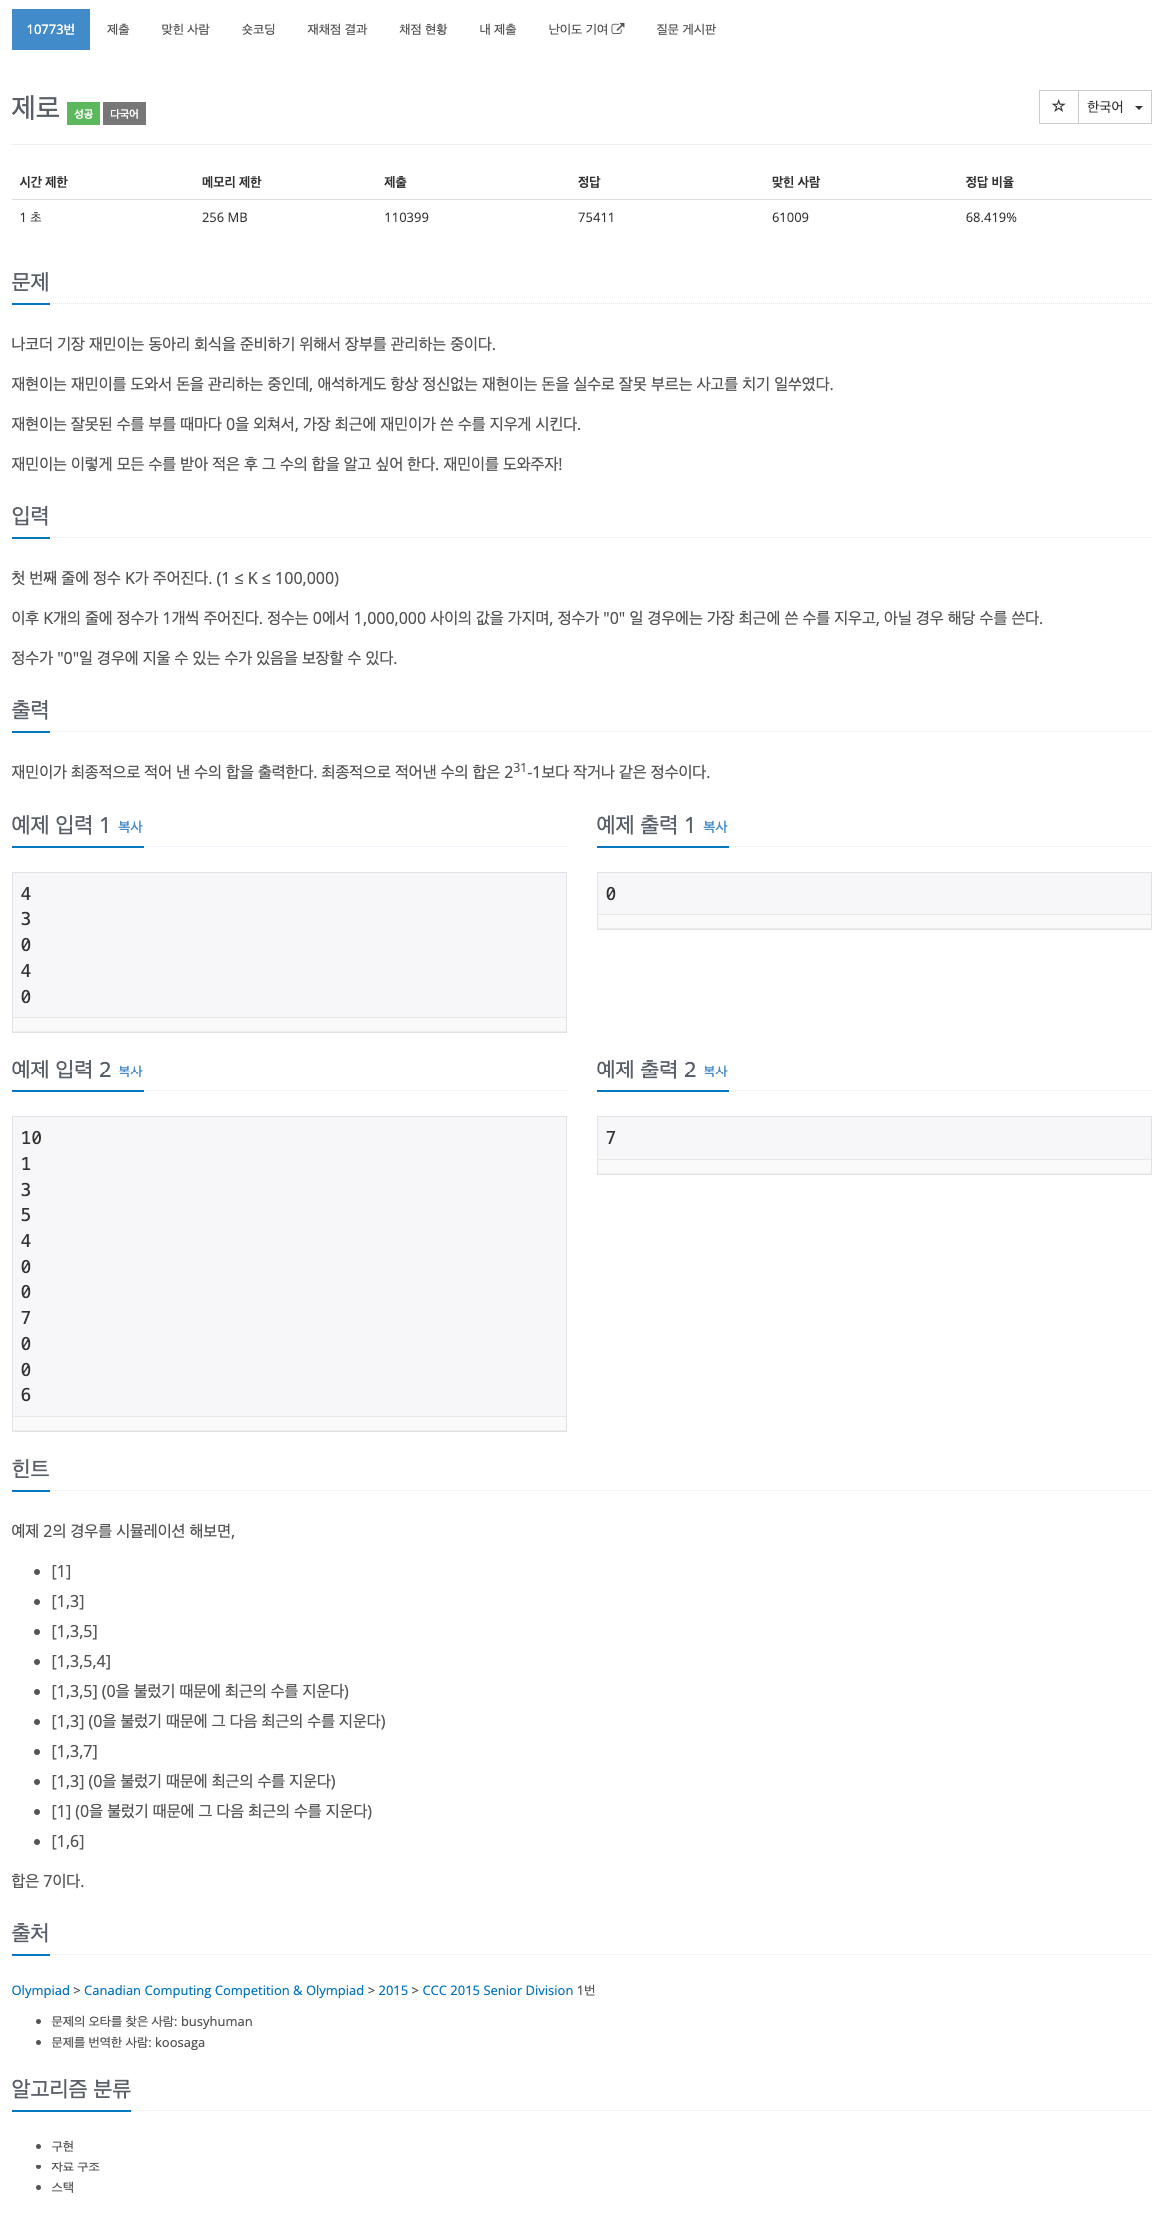 10773번 제출 맞힌 사람 숏코딩 재채점 결과 채점 현황 내 제출 난이도 기여 질문 게시판
제로 성공 다국어
한국어
시간 제한 메모리 제한 제출 정답 맞힌 사람 정답 비율
1 초 256 MB 110399 75411 61009 68.419%
문제
나코더 기장 재민이는 동아리 회식을 준비하기 위해서 장부를 관리하는 중이다.
재현이는 재민이를 도와서 돈을 관리하는 중인데, 애석하게도 항상 정신없는 재현이는 돈을 실수로 잘못 부르는 사고를 치기 일쑤였다.
재현이는 잘못된 수를 부를 때마다 0을 외쳐서, 가장 최근에 재민이가 쓴 수를 지우게 시킨다.
재민이는 이렇게 모든 수를 받아 적은 후 그 수의 합을 알고 싶어 한다. 재민이를 도와주자!
입력
첫 번째 줄에 정수 K가 주어진다. (1 ≤ K ≤ 100,000)
이후 K개의 줄에 정수가 1개씩 주어진다. 정수는 0에서 1,000,000 사이의 값을 가지며, 정수가 "0" 일 경우에는 가장 최근에 쓴 수를 지우고, 아닐 경우 해당 수를 쓴다.
정수가 "0"일 경우에 지울 수 있는 수가 있음을 보장할 수 있다.
출력
재민이가 최종적으로 적어 낸 수의 합을 출력한다. 최종적으로 적어낸 수의 합은 2^31-1보다 작거나 같은 정수이다.
예제 입력 1 복사
4
3
0
4
0
예제 출력 1 복사
0
예제 입력 2 복사
10
1
3
5
4
0
0
7
0
0
6
예제 출력 2 복사
7
힌트
예제 2의 경우를 시뮬레이션 해보면,
• [1]
• [1,3]
• [1,3,5]
• [1,3,5,4]
• [1,3,5] (0을 불렀기 때문에 최근의 수를 지운다)
• [1,3] (0을 불렀기 때문에 그 다음 최근의 수를 지운다)
• [1,3,7]
• [1,3] (0을 불렀기 때문에 최근의 수를 지운다)
• [1] (0을 불렀기 때문에 그 다음 최근의 수를 지운다)
• [1,6]
합은 7이다.
출처
Olympiad > Canadian Computing Competition & Olympiad > 2015 > CCC 2015 Senior Division 1번
• 문제의 오타를 찾은 사람: busyhuman
• 문제를 번역한 사람: koosaga
알고리즘 분류
• 구현
• 자료 구조
• 스택